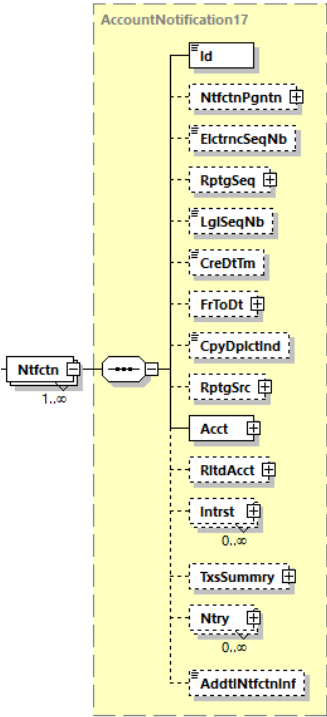 AccountNotification17
Id
NtfctnPgntn
ElctrncSeqNb
RptgSeq
LglSeqNb
CreDtTm
FrToDt
CpyDplctInd
Ntfctn
1..∞
RptgSrc
Acct
RltdAcct
Intrst
0..∞
TxsSummry
Ntry
0..∞
AddtlNtfctnInf